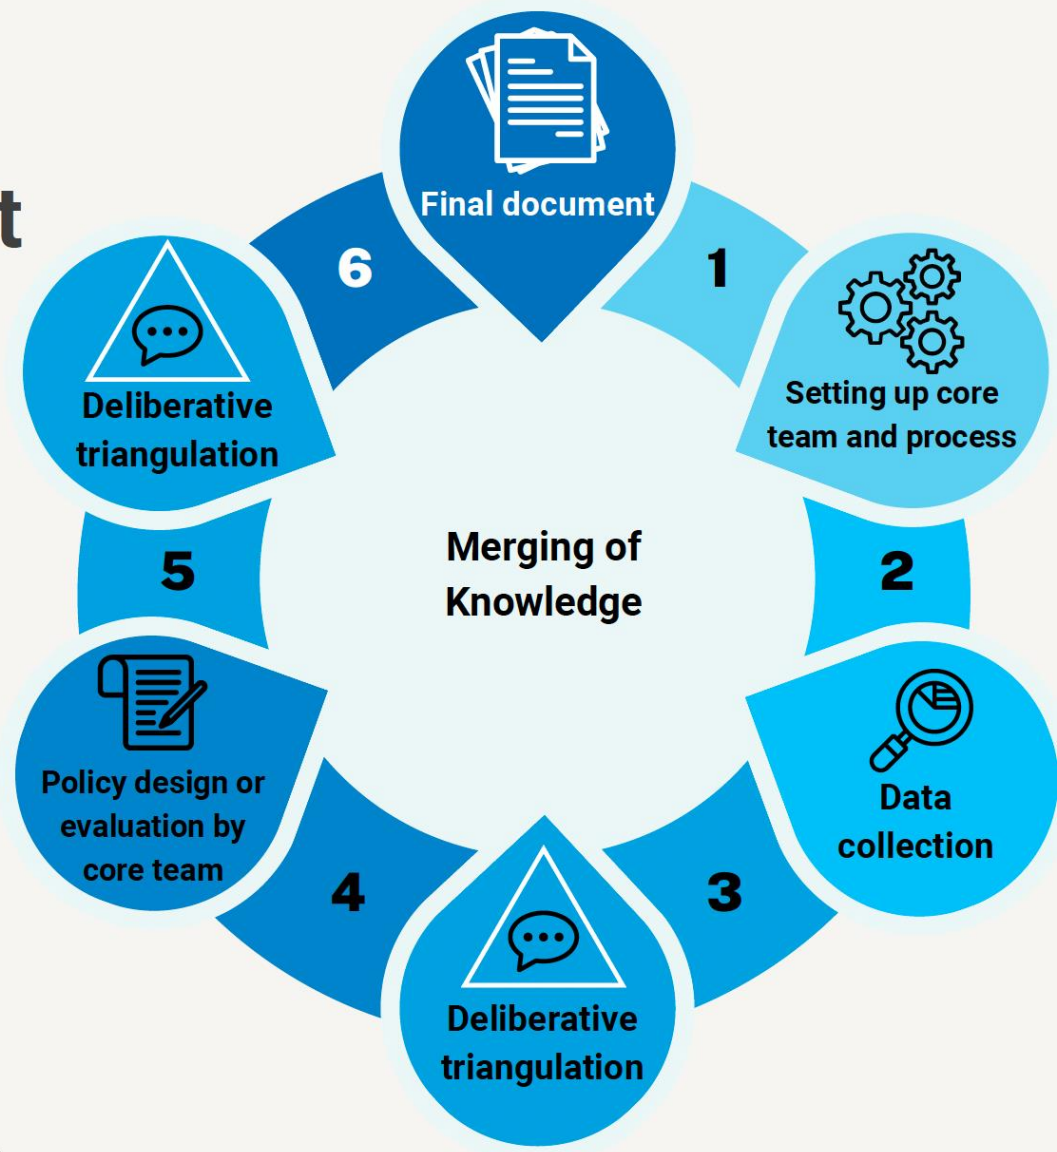 t
Final document
1
Setting up core
team and process
2
Data
collection
3
Deliberative
triangulation
4
Policy design or
evaluation by
core team
5
Deliberative
triangulation
6
Merging of
Knowledge